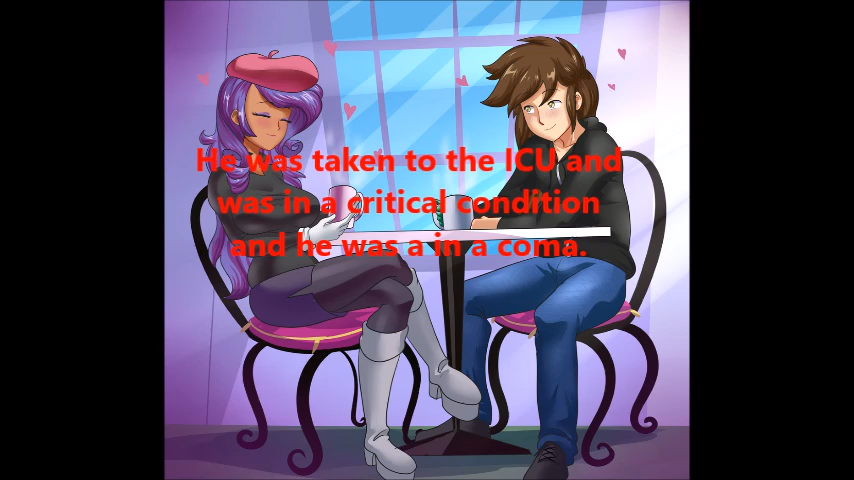 He was taken to the ICU and
was in a critical condition
and he was a in a coma.